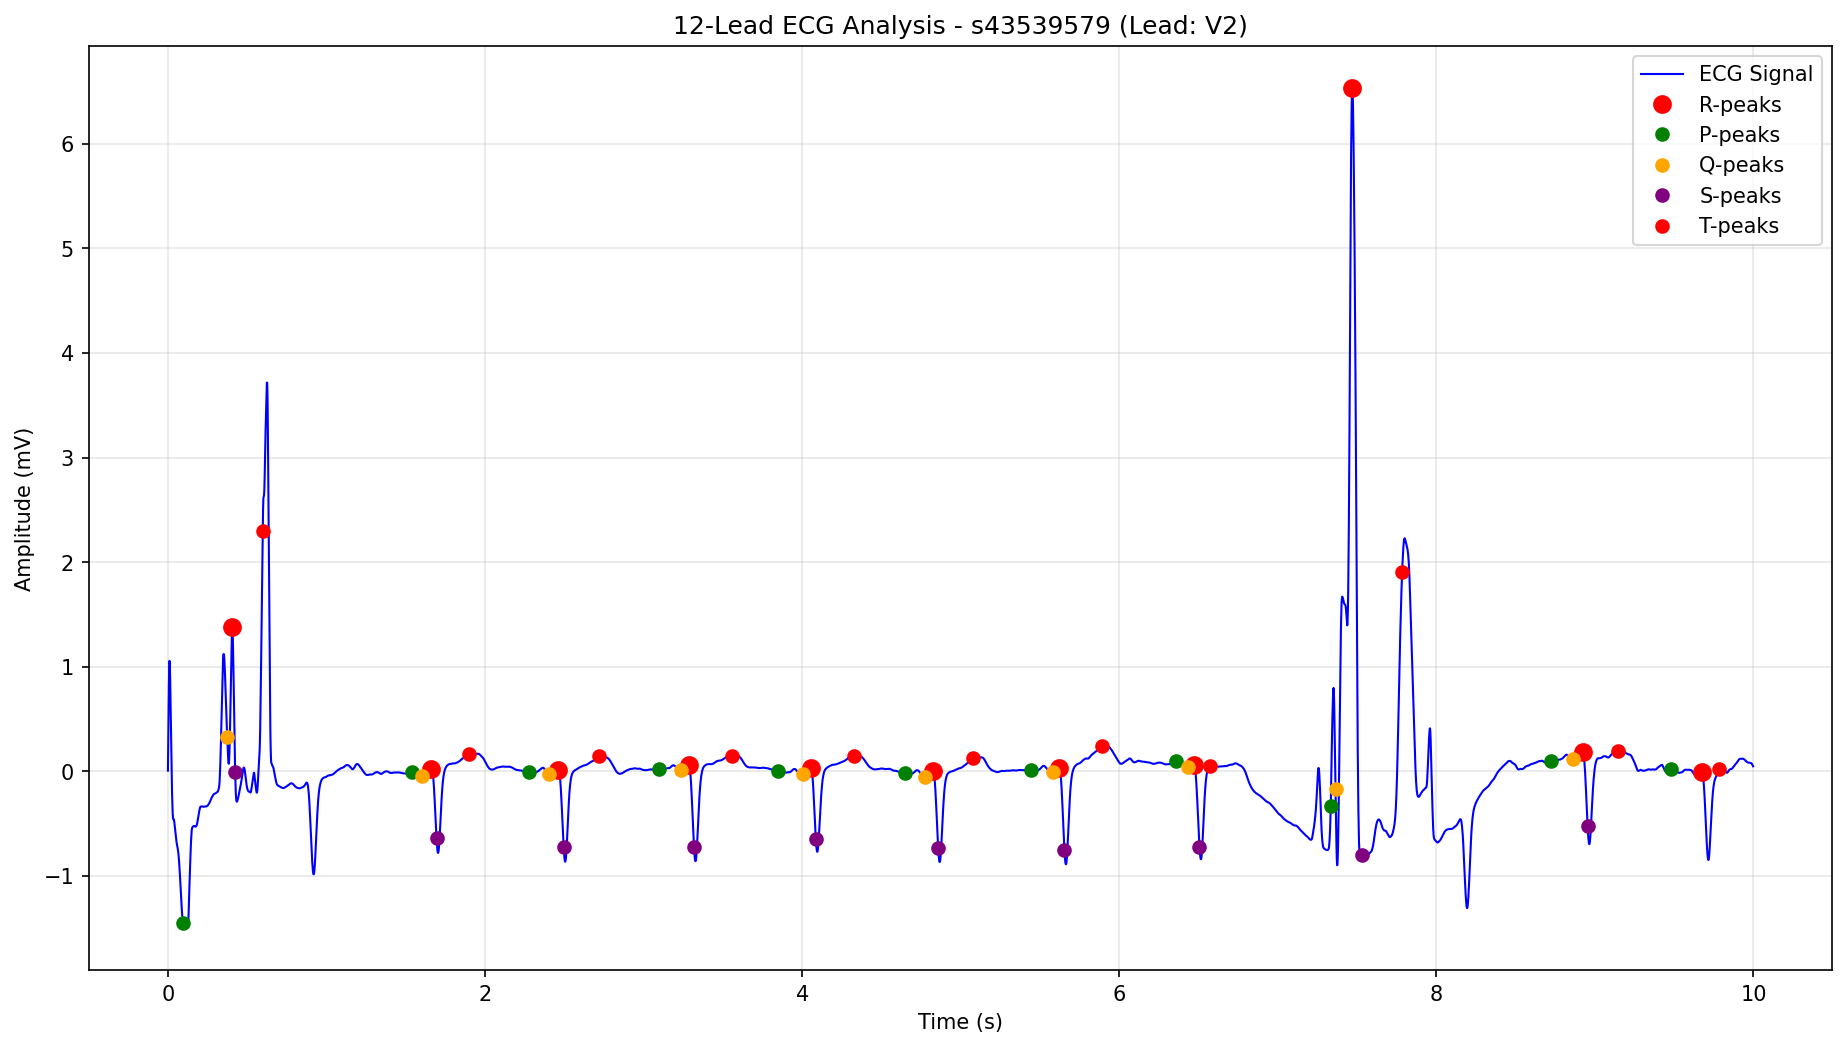 12-Lead ECG Analysis - s43539579 (Lead: V2)
ECG Signal
R-peaks
P-peaks
Q-peaks
S-peaks
T-peaks
Amplitude (mV)
6
5
4
3
2
1
0
−1
0 2 4 6 8 10
Time (s)